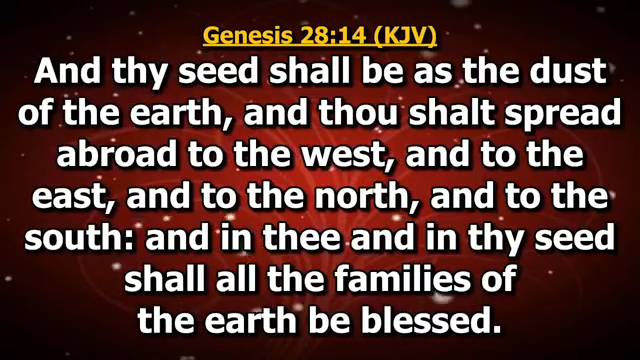 Genesis 28:14 (KJV)
And thy seed shall be as the dust
of the earth, and thou shalt spread
abroad to the west, and to the
east, and to the north, and to the
south: and in thee and in thy seed
shall all the families of
the earth be blessed.